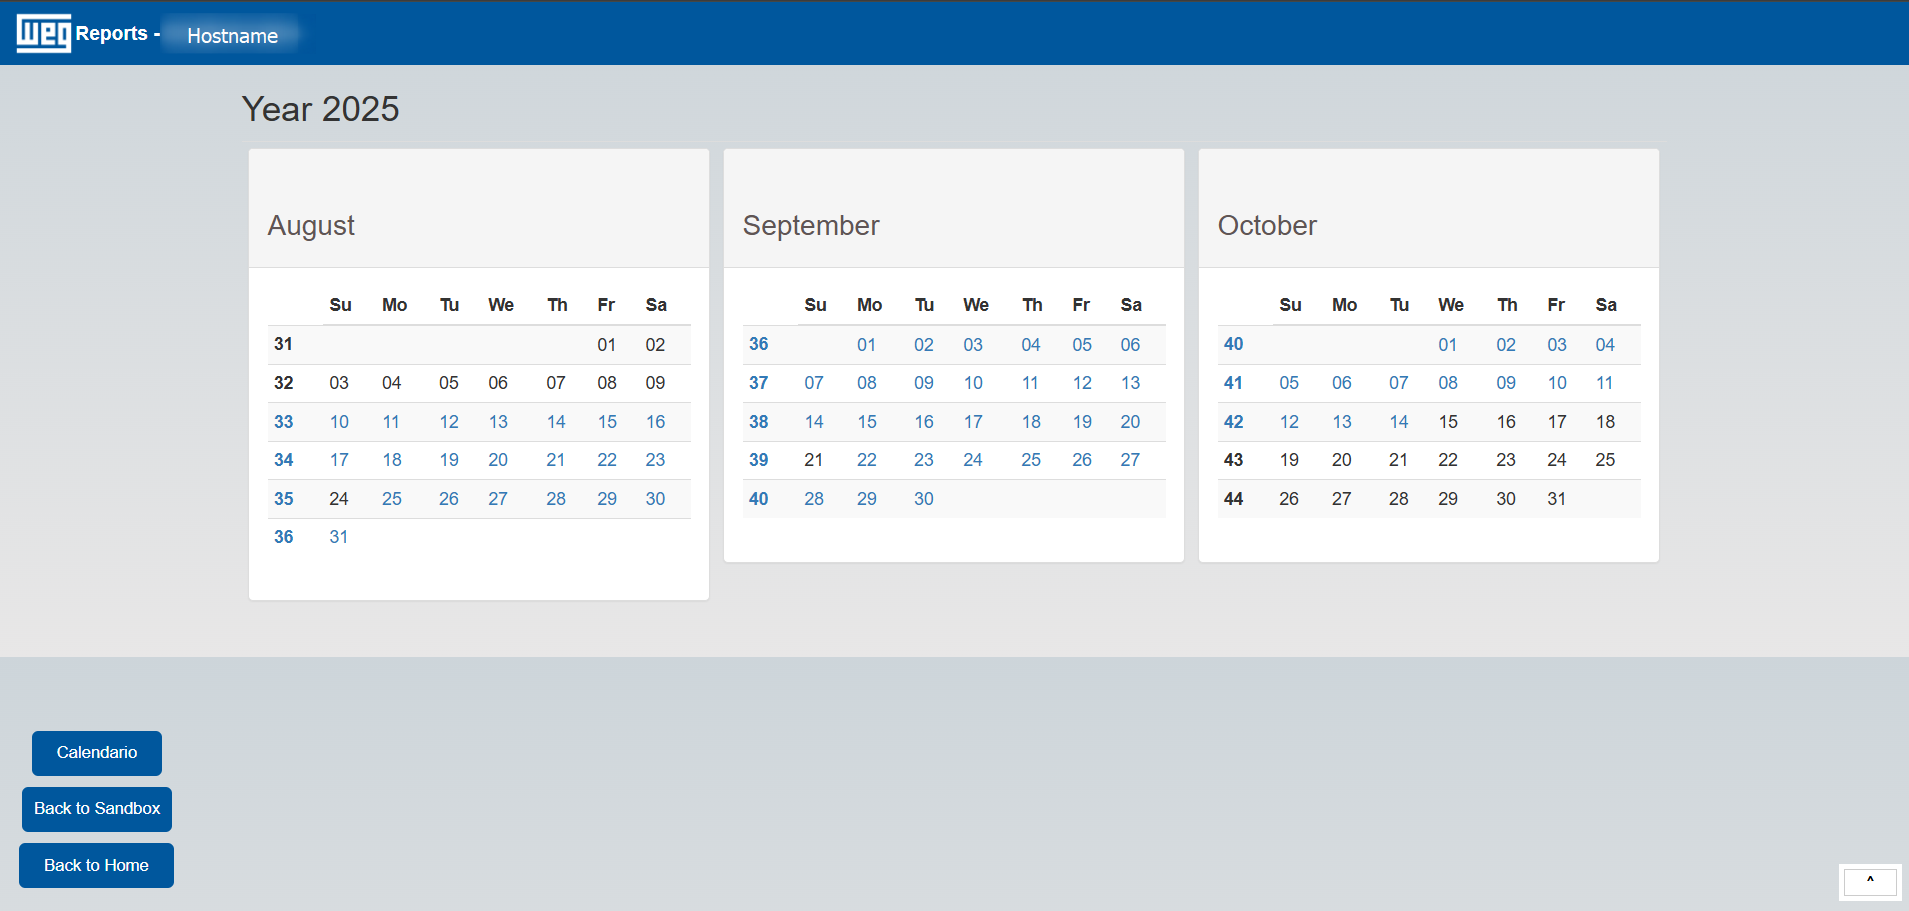 weg Reports - Hostname
Year 2025
August
Su Mo Tu We Th Fr Sa
31 01 02
32 03 04 05 06 07 08 09
33 10 11 12 13 14 15 16
34 17 18 19 20 21 22 23
35 24 25 26 27 28 29 30
36 31
September
Su Mo Tu We Th Fr Sa
36 01 02 03 04 05 06
37 07 08 09 10 11 12 13
38 14 15 16 17 18 19 20
39 21 22 23 24 25 26 27
40 28 29 30
October
Su Mo Tu We Th Fr Sa
40 01 02 03 04
41 05 06 07 08 09 10 11
42 12 13 14 15 16 17 18
43 19 20 21 22 23 24 25
44 26 27 28 29 30 31
Calendario
Back to Sandbox
Back to Home
^